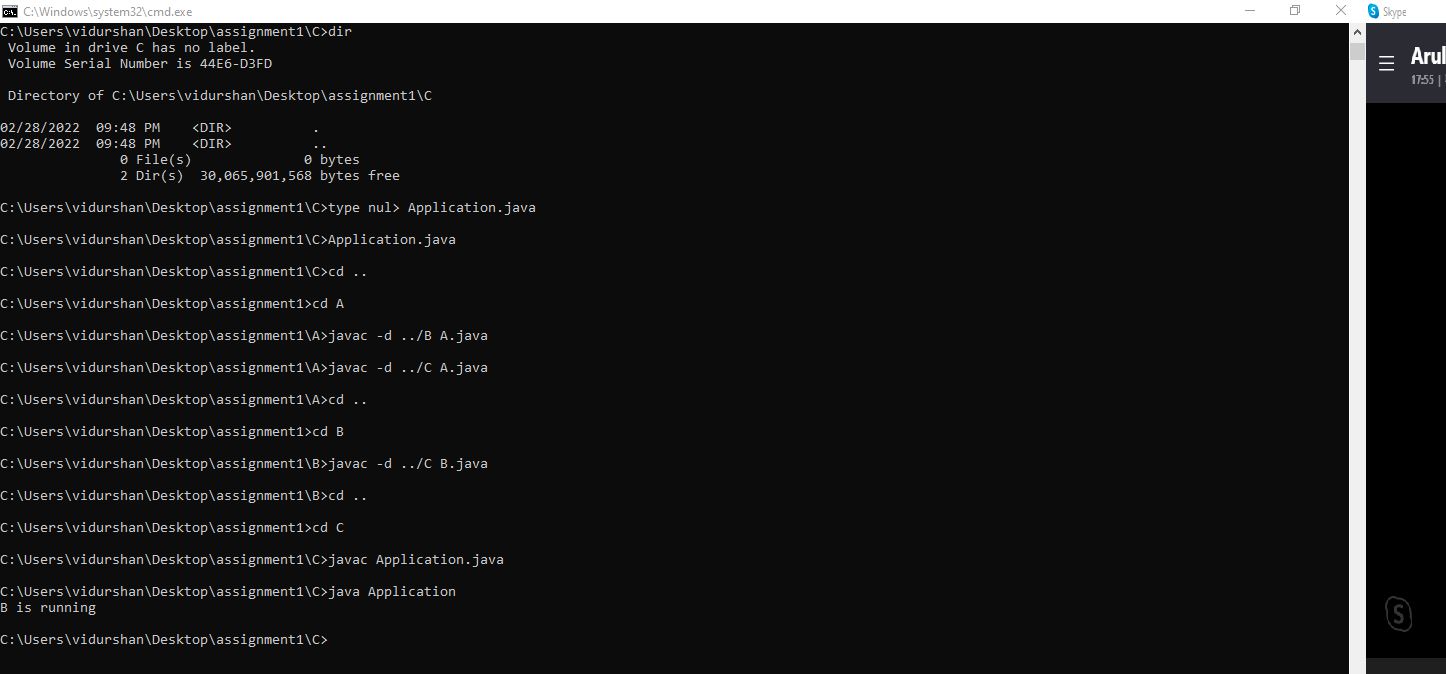 C:\Windows\system32\cmd.exe
C:\Users\vidurshan\Desktop\assignment1\C>dir
Volume in drive C has no label.
Volume Serial Number is 44E6-D3FD
Directory of C:\Users\vidurshan\Desktop\assignment1\C
02/28/2022  09:48 PM    <DIR>          .
02/28/2022  09:48 PM    <DIR>          ..
0 File(s)              0 bytes
2 Dir(s)  30,065,901,568 bytes free
C:\Users\vidurshan\Desktop\assignment1\C>type nul> Application.java
C:\Users\vidurshan\Desktop\assignment1\C>Application.java
C:\Users\vidurshan\Desktop\assignment1\C>cd ..
C:\Users\vidurshan\Desktop\assignment1>cd A
C:\Users\vidurshan\Desktop\assignment1\A>javac -d ../B A.java
C:\Users\vidurshan\Desktop\assignment1\A>javac -d ../C A.java
C:\Users\vidurshan\Desktop\assignment1\A>cd ..
C:\Users\vidurshan\Desktop\assignment1>cd B
C:\Users\vidurshan\Desktop\assignment1\B>javac -d ../C B.java
C:\Users\vidurshan\Desktop\assignment1\B>cd ..
C:\Users\vidurshan\Desktop\assignment1>cd C
C:\Users\vidurshan\Desktop\assignment1\C>javac Application.java
C:\Users\vidurshan\Desktop\assignment1\C>java Application
B is running
C:\Users\vidurshan\Desktop\assignment1\C>
Skype
Arul
17:55 |